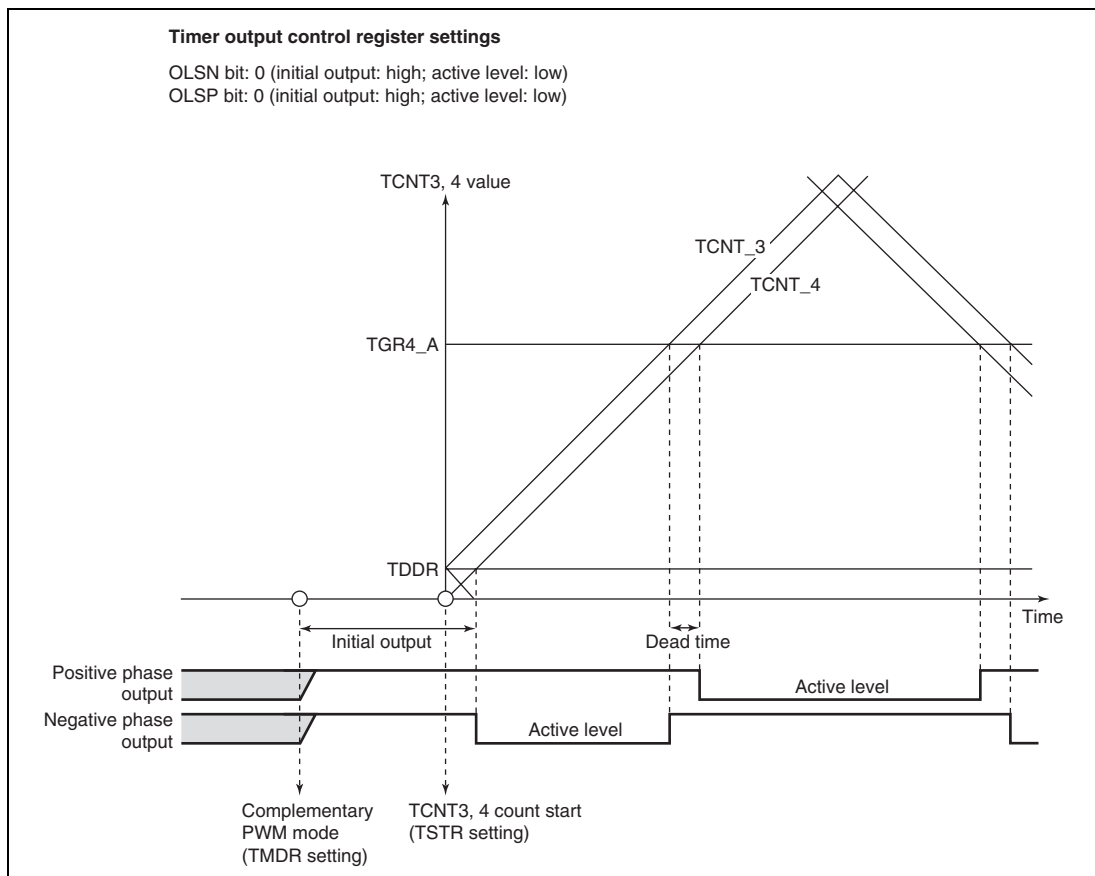 Timer output control register settings
OLSN bit: 0 (initial output: high; active level: low)
OLSP bit: 0 (initial output: high; active level: low)
TCNT3, 4 value
TCNT_3
TCNT_4
TGR4_A
TDDR
Time
Initial output
Dead time
Positive phase
output
Active level
Negative phase
output
Active level
Complementary
PWM mode
(TMDR setting)
TCNT3, 4 count start
(TSTR setting)